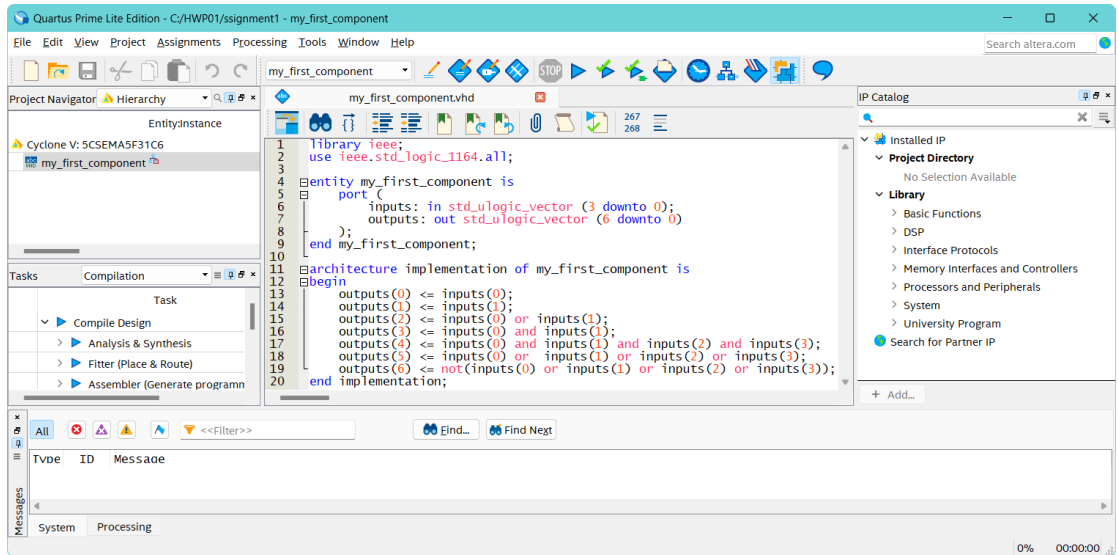 Quartus Prime Lite Edition - C:/HWP01/ssignment1 - my_first_component
File Edit View Project Assignments Processing Tools Window Help
Search altera.com
my_first_component
STOP
Project Navigator Hierarchy
Entity:Instance
Cyclone V: 5CSEMA5F31C6
my_first_component
Tasks Compilation
Task
Compile Design
Analysis & Synthesis
Fitter (Place & Route)
Assembler (Generate programm
my_first_component.vhd
267
268
1 library ieee;
2 use ieee.std_logic_1164.all;
3
4 entity my_first_component is
5 port (
6 inputs: in std_ulogic_vector (3 downto 0);
7 outputs: out std_ulogic_vector (6 downto 0)
8 );
9 end my_first_component;
10
11 architecture implementation of my_first_component is
12 begin
13 outputs(0) <= inputs(0);
14 outputs(1) <= inputs(1);
15 outputs(2) <= inputs(0) or inputs(1);
16 outputs(3) <= inputs(0) and inputs(1);
17 outputs(4) <= inputs(0) and inputs(1) and inputs(2) and inputs(3);
18 outputs(5) <= inputs(0) or inputs(1) or inputs(2) or inputs(3);
19 outputs(6) <= not(inputs(0) or inputs(1) or inputs(2) or inputs(3));
20 end implementation;
IP Catalog
Installed IP
Project Directory
No Selection Available
Library
Basic Functions
DSP
Interface Protocols
Memory Interfaces and Controllers
Processors and Peripherals
System
University Program
Search for Partner IP
+ Add...
All <<Filter>> Find... Find Next
Type ID Message
Messages
System Processing
0% 00:00:00